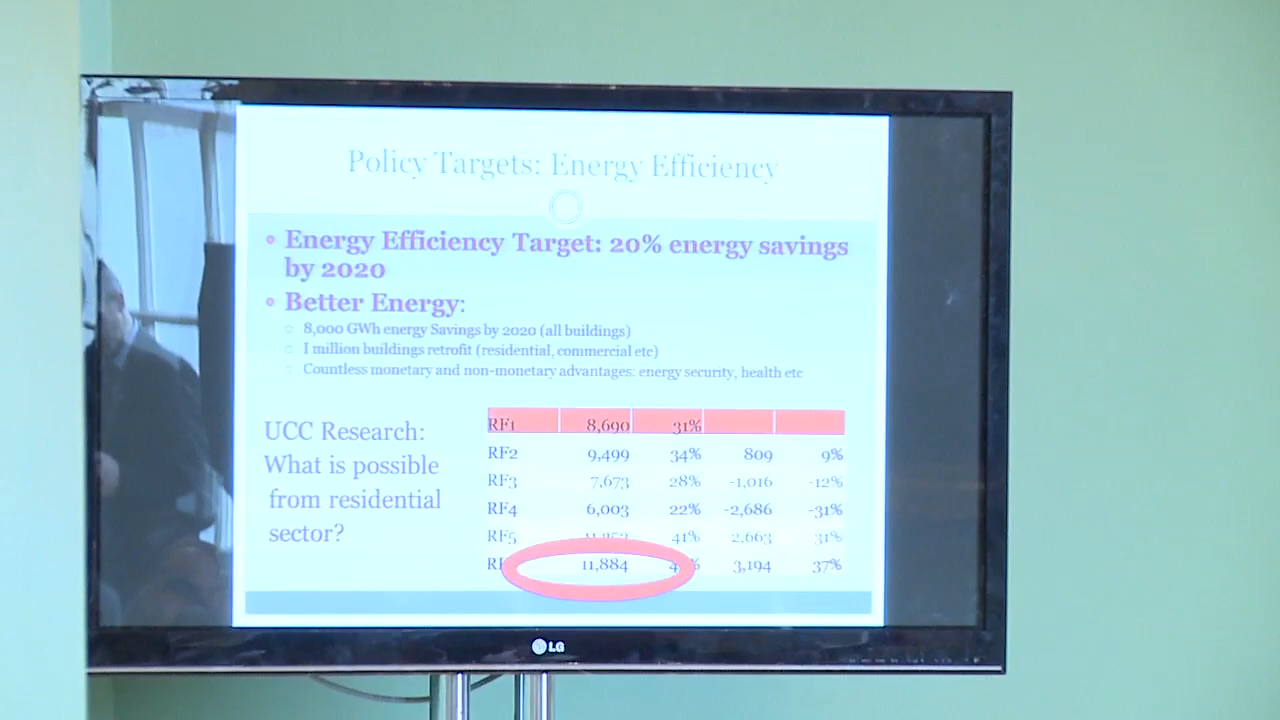 Policy Targets: Energy Efficiency
Energy Efficiency Target: 20% energy savings
by 2020
Better Energy:
8,000 GWh energy Savings by 2020 (all buildings)
1 million buildings retrofit (residential, commercial etc)
Countless monetary and non-monetary advantages: energy security, health etc
UCC Research:
What is possible
from residential
sector?
RF1 8,690 31%
RF2 9,499 34% 809 9%
RF3 7,673 28% -1,016 -12%
RF4 6,003 22% -2,686 -31%
RF5 41% 2,663 31%
11,884 3,194 37%
LG